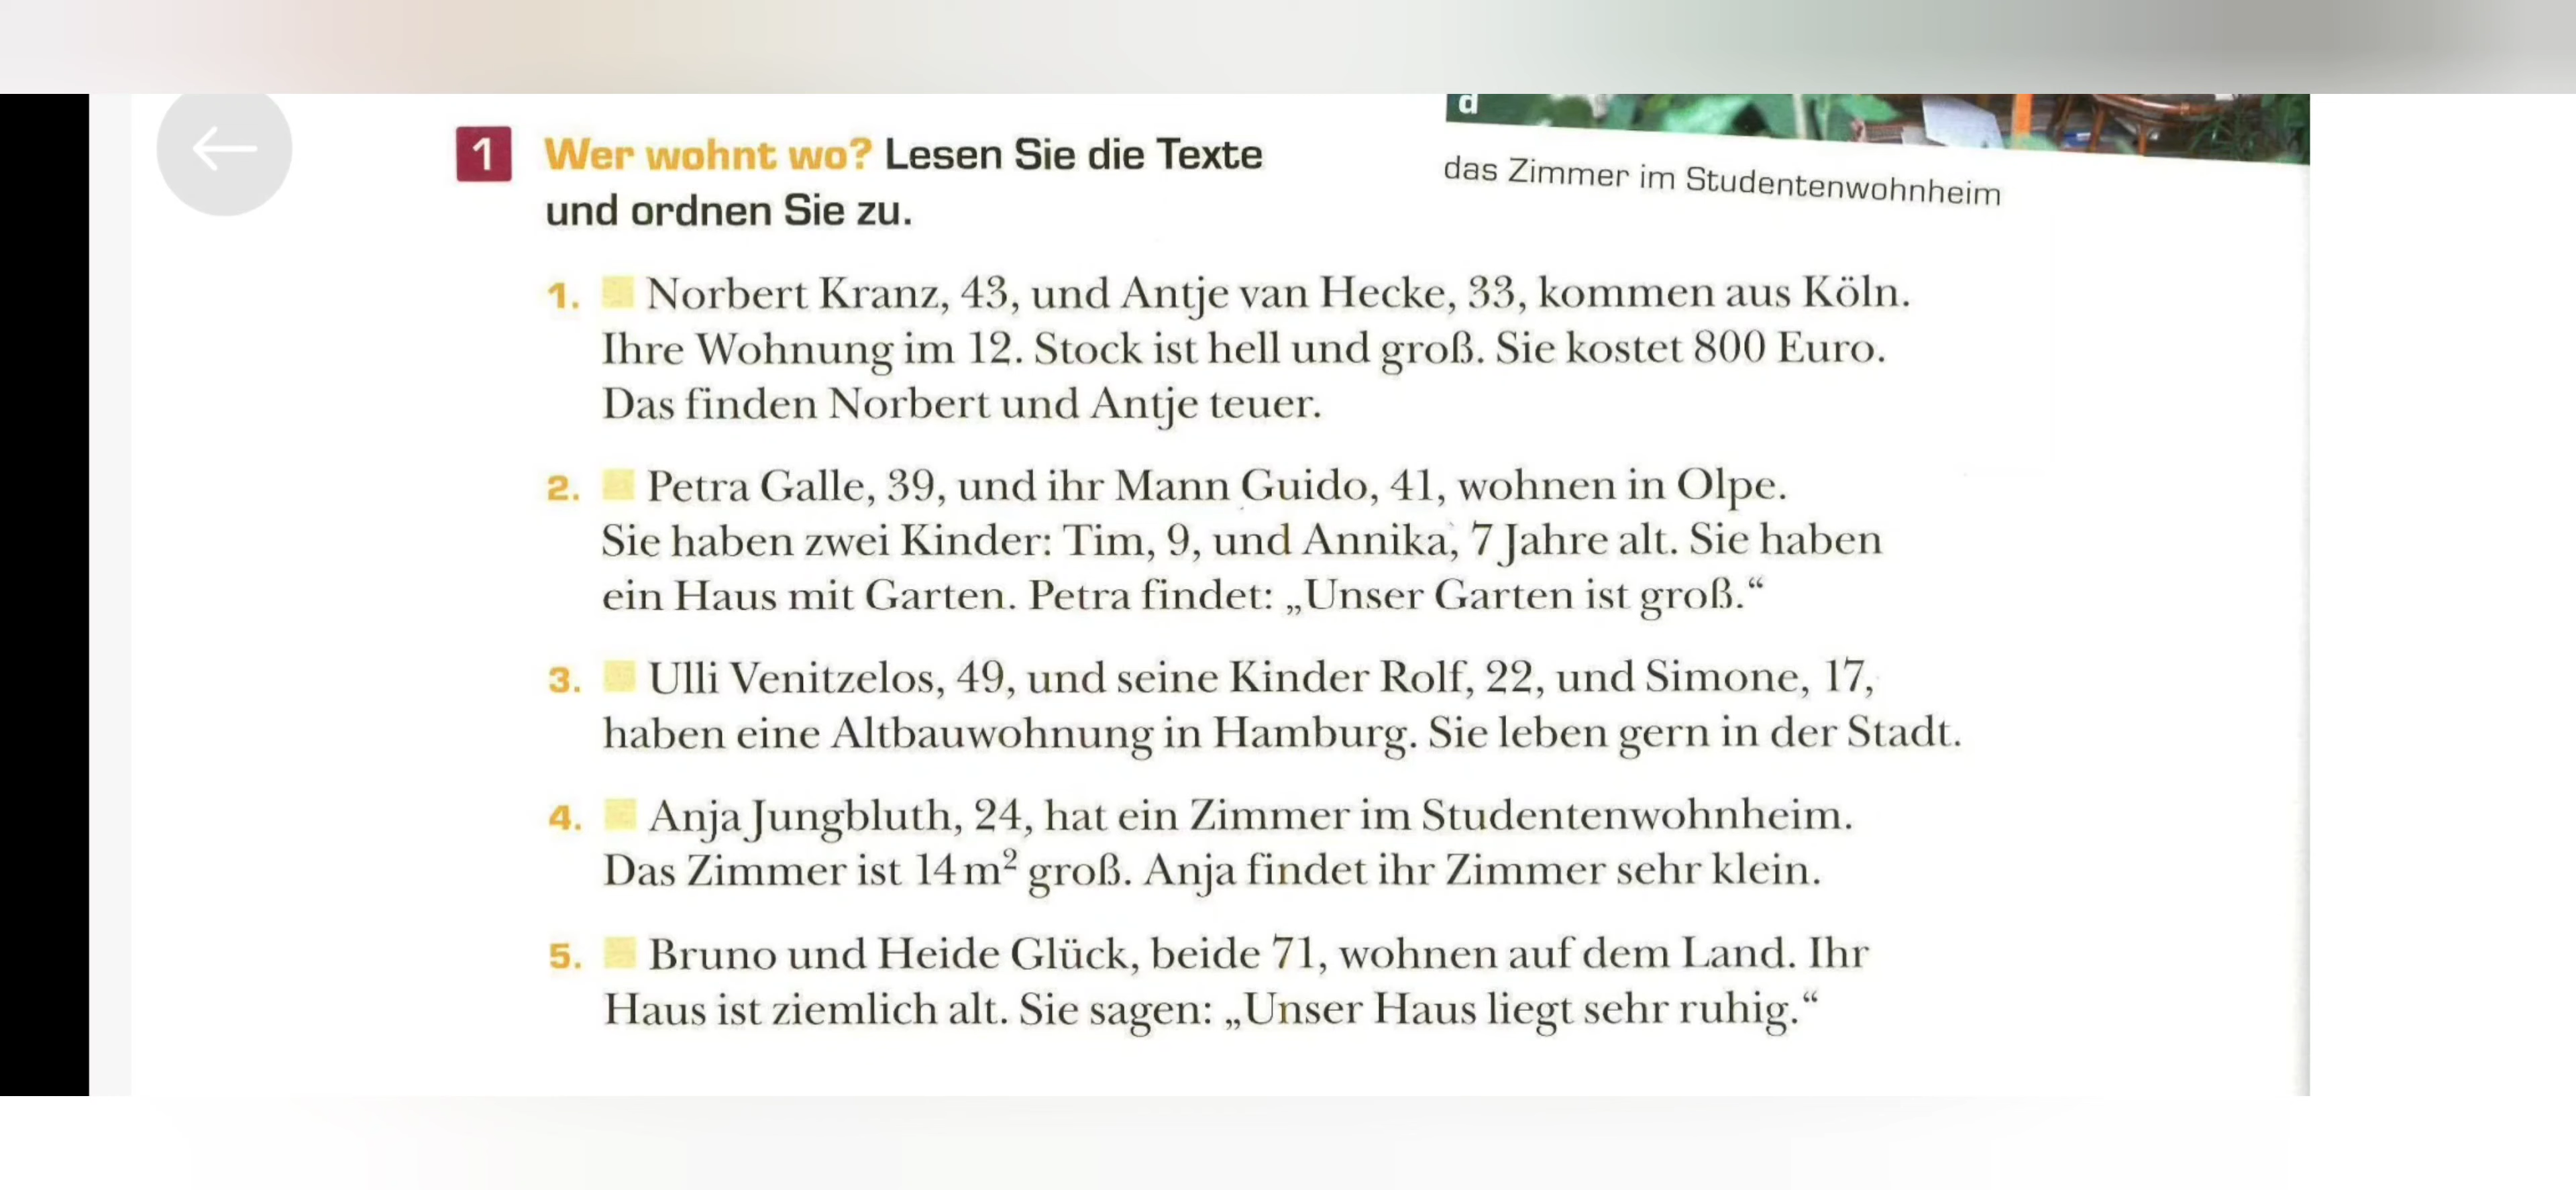 d
das Zimmer im Studentenwohnheim
1 Wer wohnt wo? Lesen Sie die Texte
und ordnen Sie zu.
1. Norbert Kranz, 43, und Antje van Hecke, 33, kommen aus Köln.
Ihre Wohnung im 12. Stock ist hell und groß. Sie kostet 800 Euro.
Das finden Norbert und Antje teuer.
2. Petra Galle, 39, und ihr Mann Guido, 41, wohnen in Olpe.
Sie haben zwei Kinder: Tim, 9, und Annika, 7 Jahre alt. Sie haben
ein Haus mit Garten. Petra findet: „Unser Garten ist groß.“
3. Ulli Venitzelos, 49, und seine Kinder Rolf, 22, und Simone, 17,
haben eine Altbauwohnung in Hamburg. Sie leben gern in der Stadt.
4. Anja Jungbluth, 24, hat ein Zimmer im Studentenwohnheim.
Das Zimmer ist 14 m² groß. Anja findet ihr Zimmer sehr klein.
5. Bruno und Heide Glück, beide 71, wohnen auf dem Land. Ihr
Haus ist ziemlich alt. Sie sagen: „Unser Haus liegt sehr ruhig.“